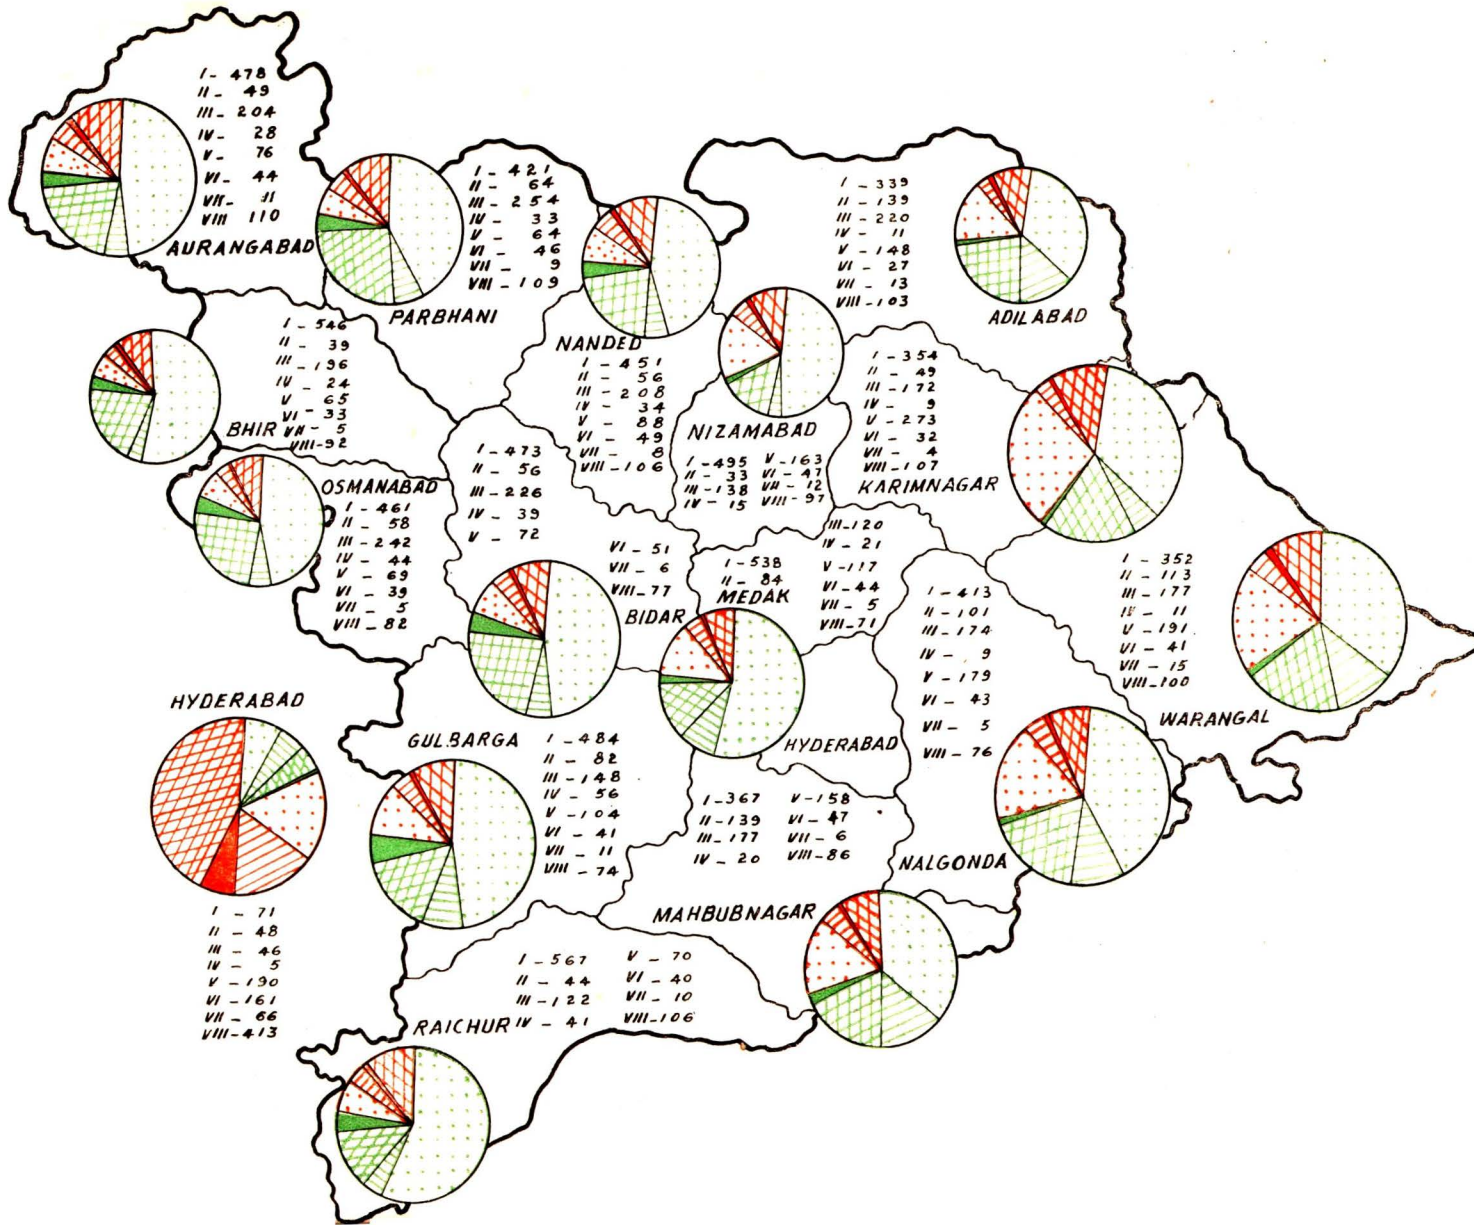 I - 478
II - 49
III - 204
IV - 28
V - 76
VI - 44
VII - 11
VIII 110
AURANGABAD
I - 421
II - 64
III - 254
IV - 33
V - 64
VI - 46
VII - 9
VIII - 109
PARBHANI
I - 339
II - 139
III - 220
IV - 11
V - 148
VI - 27
VII - 13
VIII - 103
ADILABAD
I - 546
II - 39
III - 196
IV - 24
V - 65
VI - 33
VII - 5
VIII - 92
BHIR
NANDED
I - 451
II - 56
III - 208
IV - 34
V - 88
VI - 49
VII - 8
VIII - 106
NIZAMABAD
I - 495 V - 163
II - 33 VI - 47
III - 138 VII - 12
IV - 15 VIII - 97
I - 354
II - 49
III - 172
IV - 9
V - 273
VI - 32
VII - 4
VIII - 107
KARIMNAGAR
OSMANABAD
I - 461
II - 58
III - 242
IV - 44
V - 69
VI - 39
VII - 5
VIII - 82
I - 473
II - 56
III - 226
IV - 39
V - 72
VI - 51
VII - 6
VIII - 77
BIDAR
I - 538
II - 84
MEDAK
III - 120
IV - 21
V - 117
VI - 44
VII - 5
VIII - 71
I - 352
II - 113
III - 177
IV - 11
V - 191
VI - 41
VII - 15
VIII - 100
WARANGAL
I - 413
II - 101
III - 174
IV - 9
V - 179
VI - 43
VII - 5
VIII - 76
NALGONDA
HYDERABAD
HYDERABAD
I - 71
II - 48
III - 46
IV - 5
V - 190
VI - 161
VII - 66
VIII - 413
GULBARGA
I - 484
II - 82
III - 148
IV - 56
V - 104
VI - 41
VII - 11
VIII - 74
I - 367 V - 158
II - 139 VI - 47
III - 177 VII - 6
IV - 20 VIII - 86
MAHBUBNAGAR
I - 567 V - 70
II - 44 VI - 40
III - 122 VII - 10
IV - 41 VIII - 106
RAICHUR